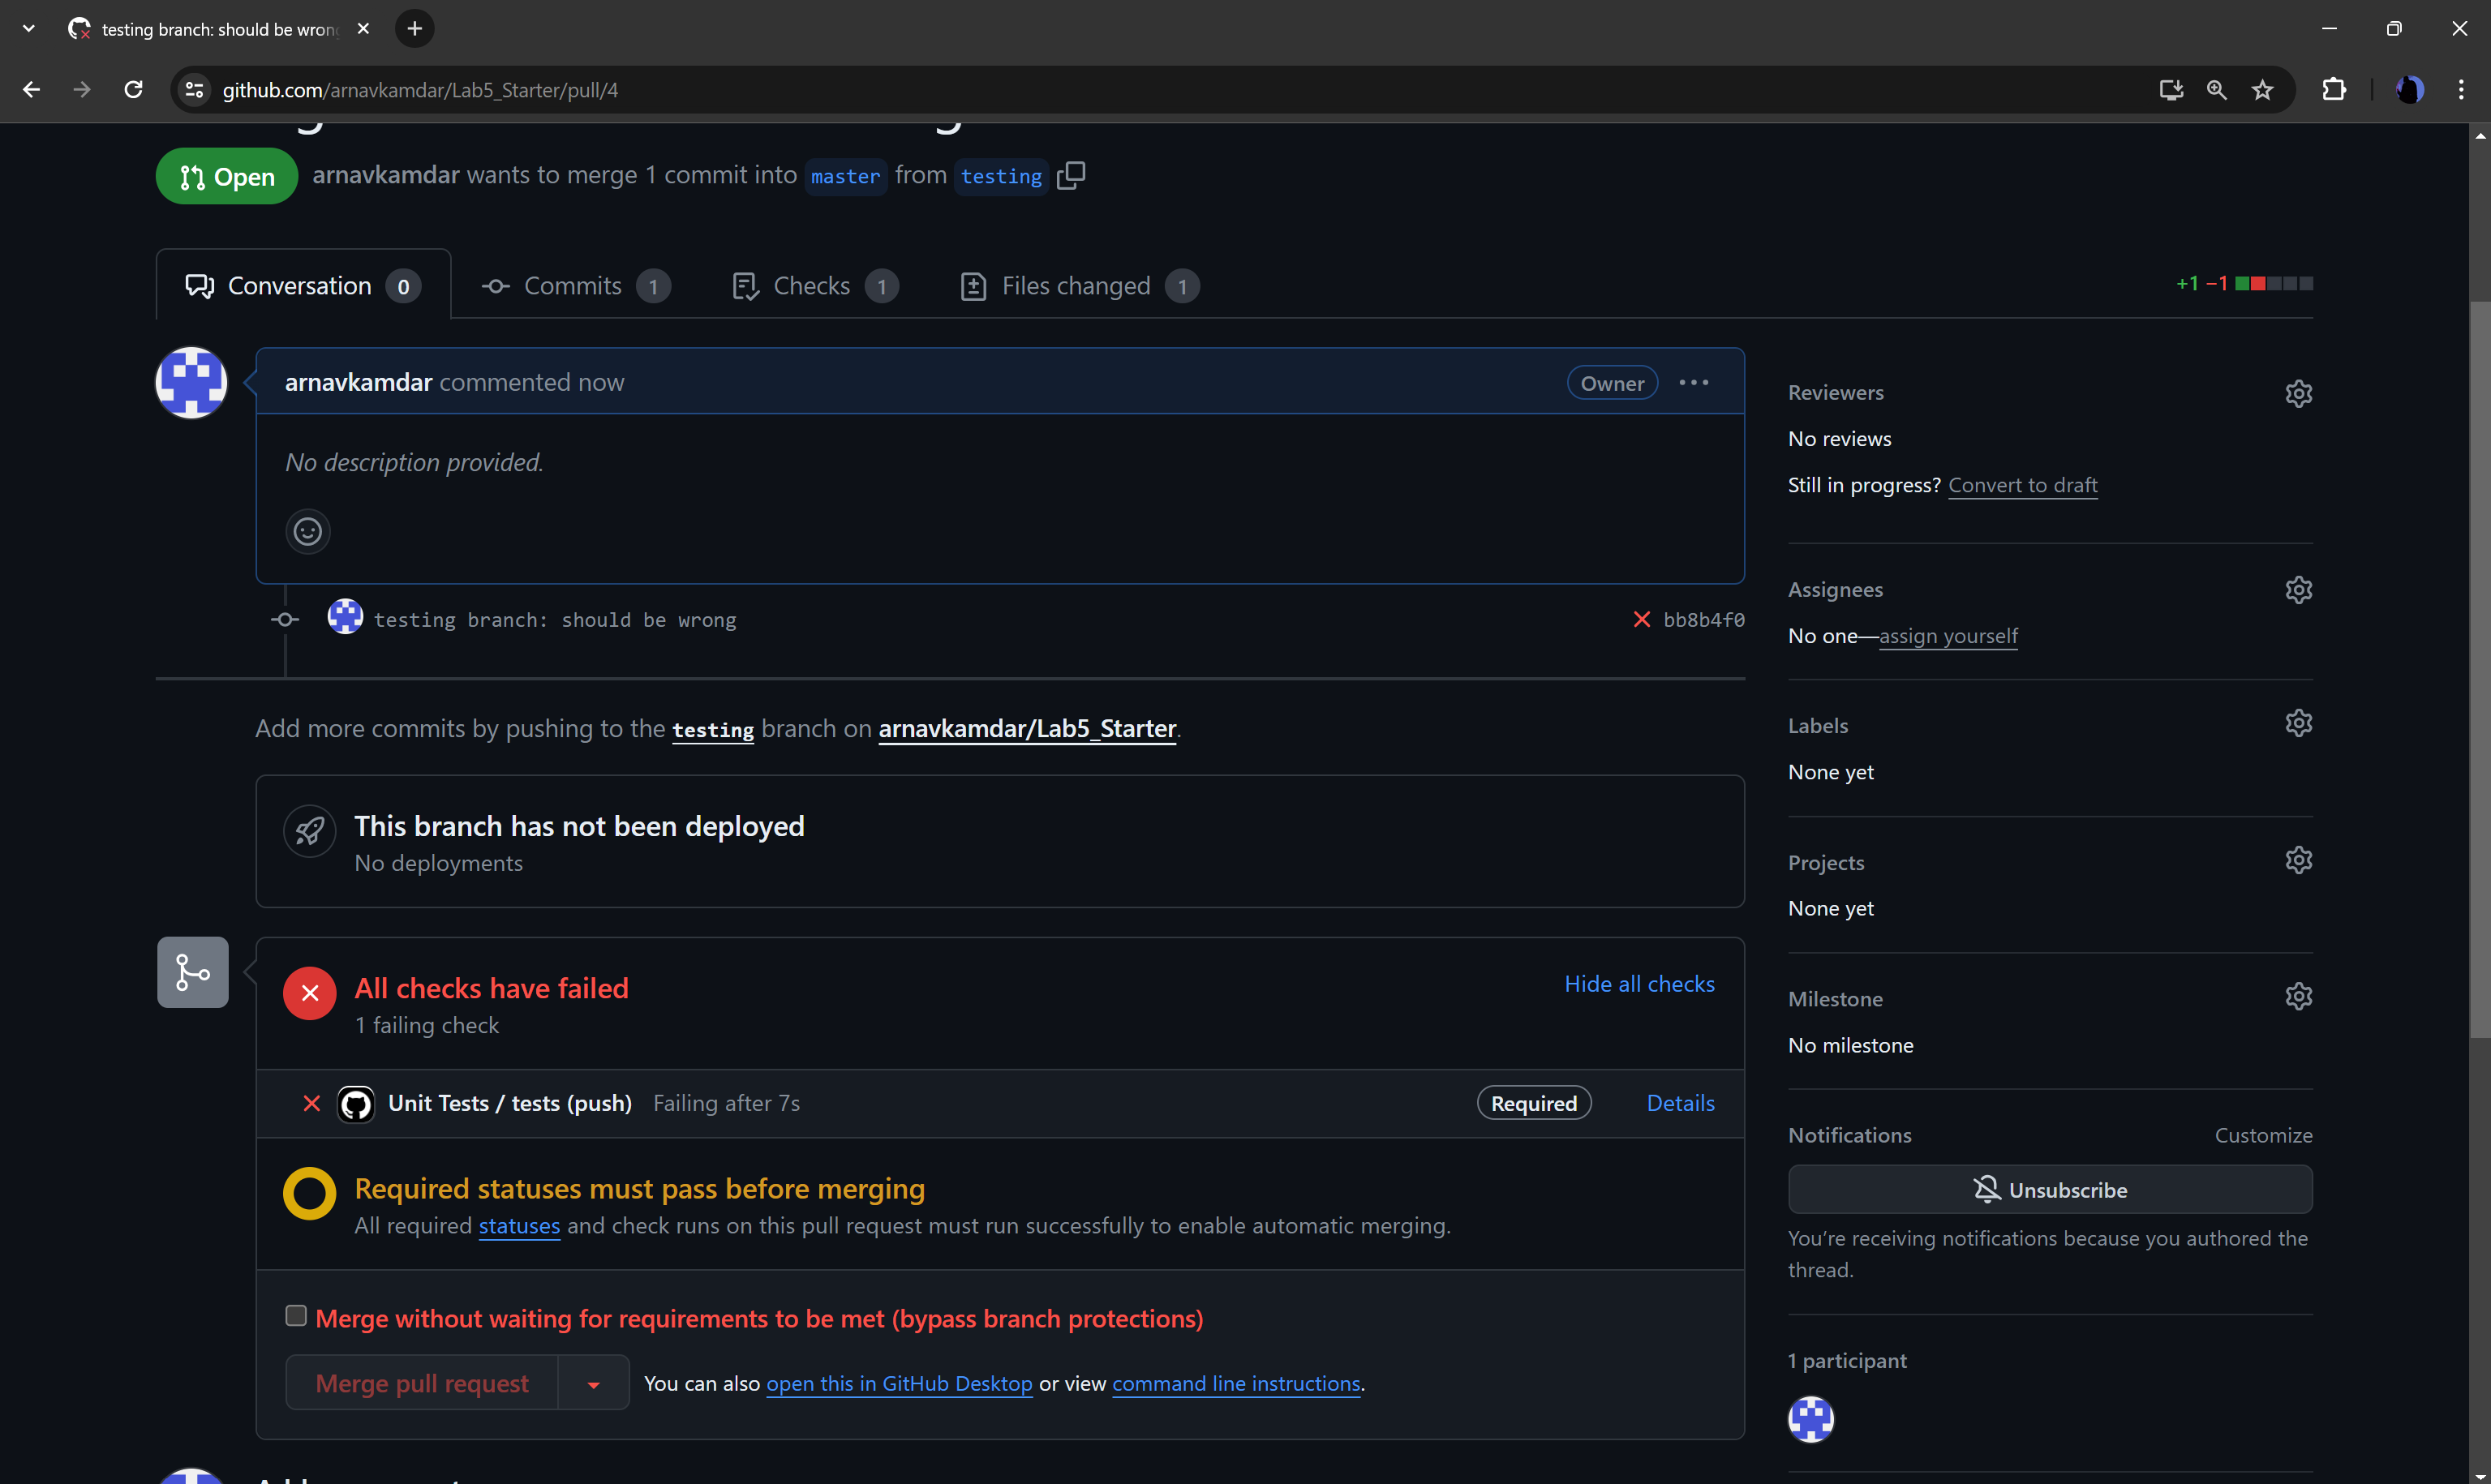 testing branch: should be wrong
github.com/arnavkamdar/Lab5_Starter/pull/4
Open
arnavkamdar wants to merge 1 commit into master from testing
Conversation 0
Commits 1
Checks 1
Files changed 1
+1 −1
arnavkamdar commented now
Owner
No description provided.
testing branch: should be wrong
bb8b4f0
Add more commits by pushing to the testing branch on arnavkamdar/Lab5_Starter.
This branch has not been deployed
No deployments
All checks have failed
Hide all checks
1 failing check
Unit Tests / tests (push) Failing after 7s
Required
Details
Required statuses must pass before merging
All required statuses and check runs on this pull request must run successfully to enable automatic merging.
Merge without waiting for requirements to be met (bypass branch protections)
Merge pull request
You can also open this in GitHub Desktop or view command line instructions.
Reviewers
No reviews
Still in progress? Convert to draft
Assignees
No one—assign yourself
Labels
None yet
Projects
None yet
Milestone
No milestone
Notifications
Customize
Unsubscribe
You're receiving notifications because you authored the
thread.
1 participant